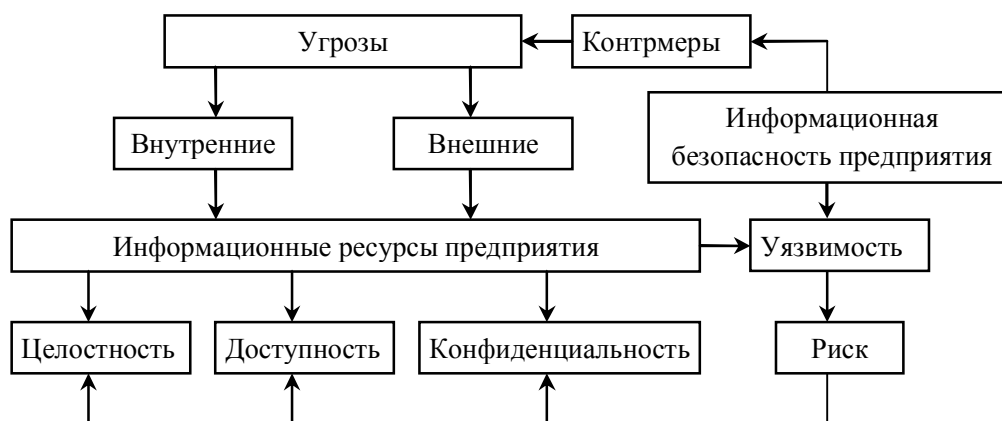 Угрозы
Контрмеры
Информационная
безопасность предприятия
Внутренние
Внешние
Информационные ресурсы предприятия
Уязвимость
Целостность
Доступность
Конфиденциальность
Риск